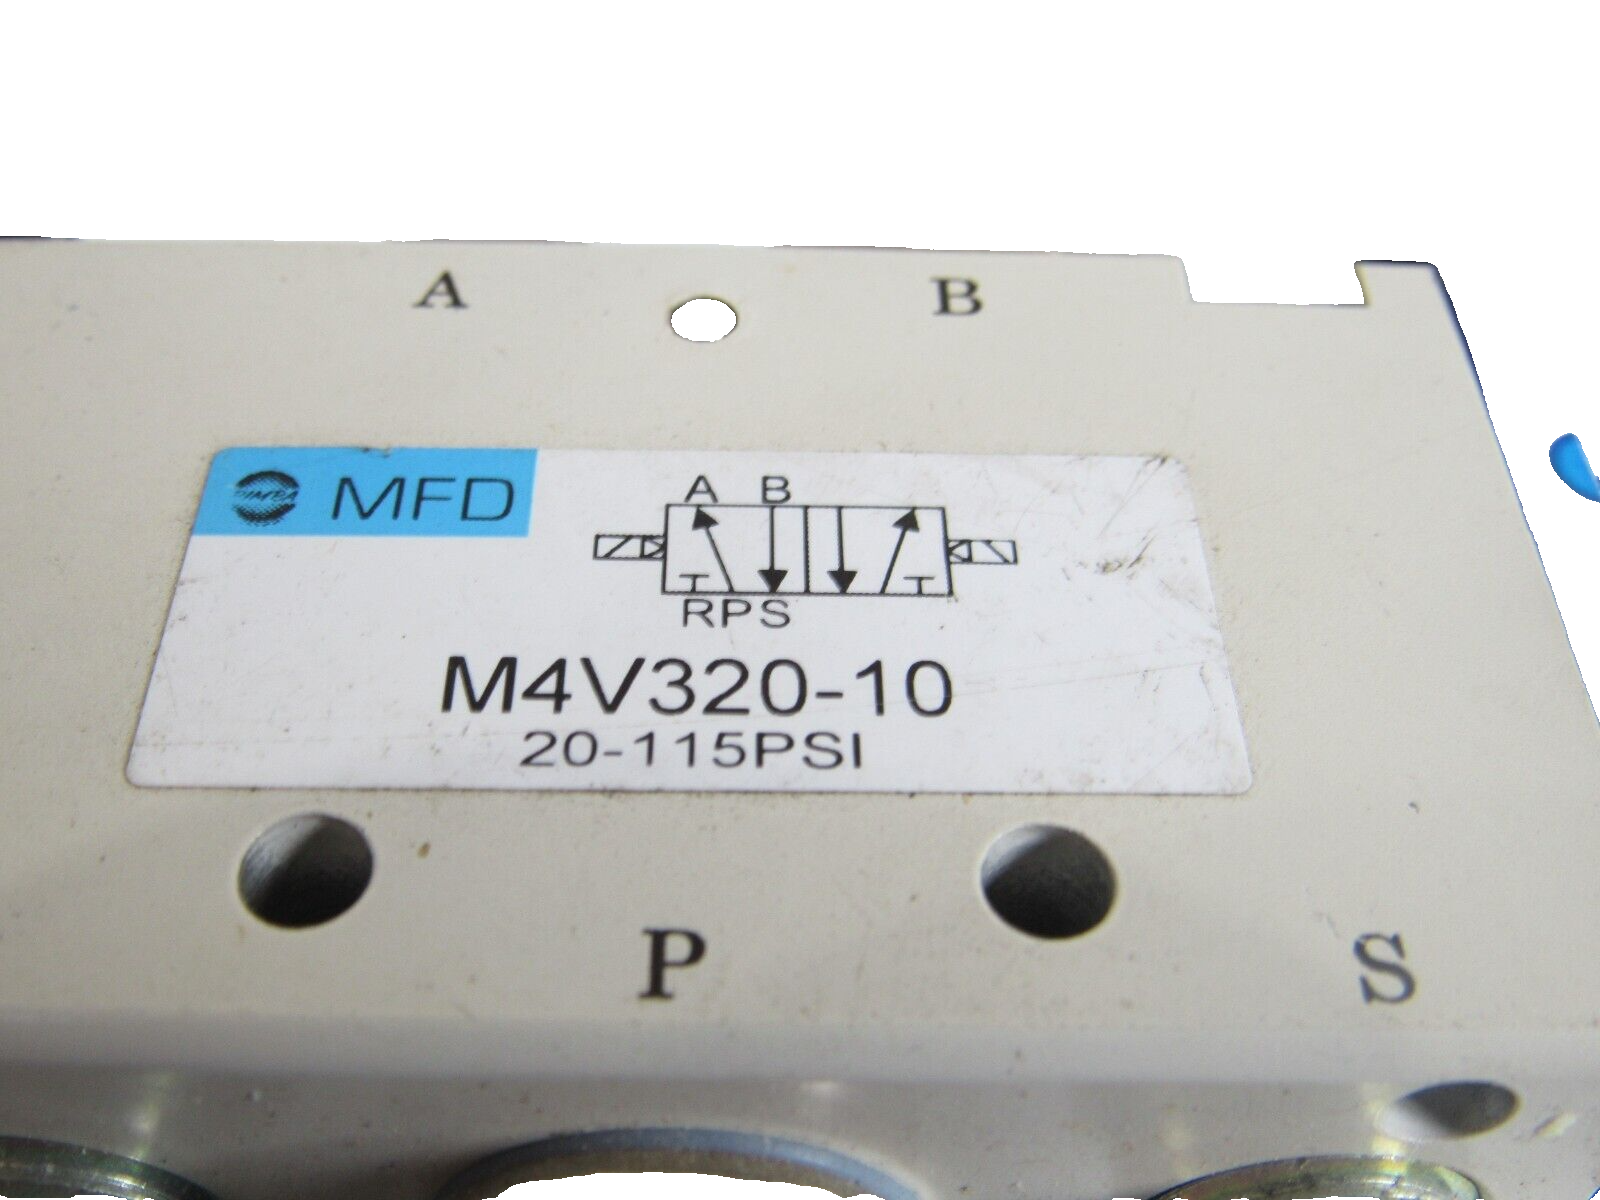 A B
MFD
A B
RPS
M4V320-10
20-115PSI
P S